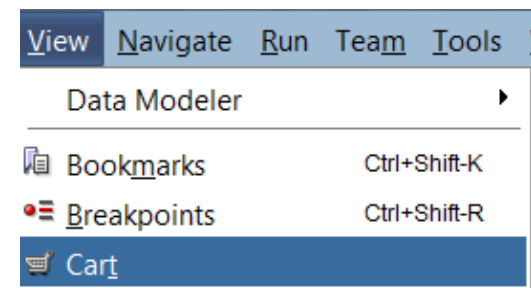 View Navigate Run Team Tools
Data Modeler
Bookmarks Ctrl+Shift-K
Breakpoints Ctrl+Shift-R
Cart